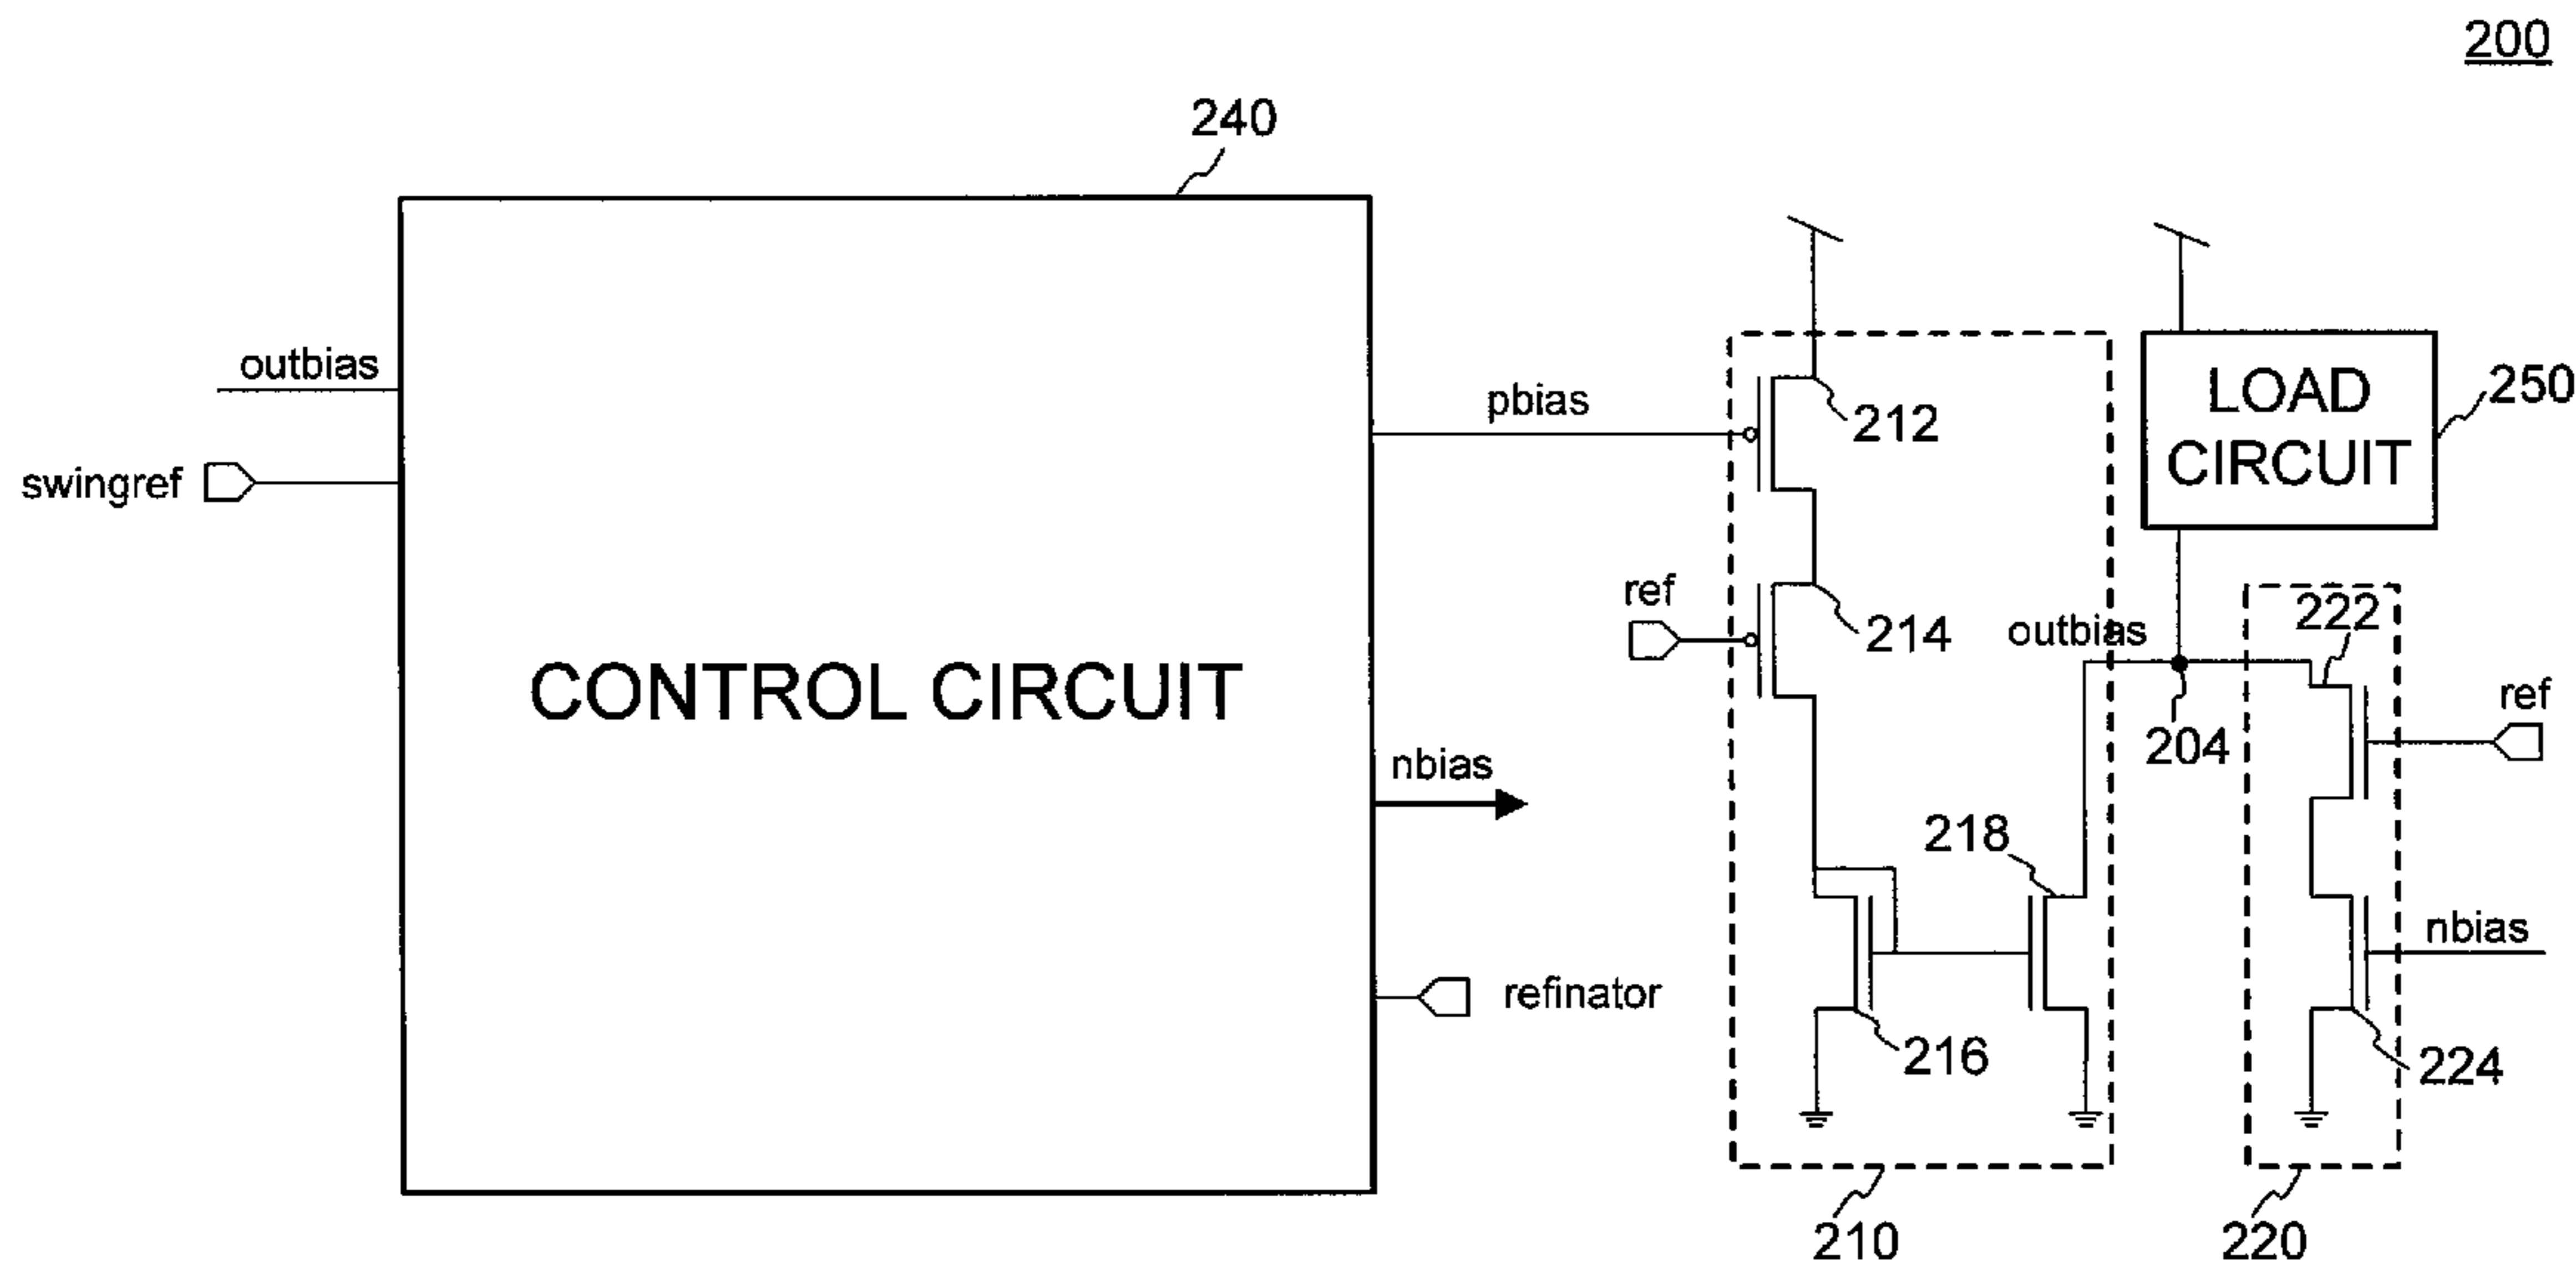 200
240
outbias
swingref
CONTROL CIRCUIT
pbias
nbias
refinator
212
ref
214
216
218
210
LOAD
CIRCUIT
250
outbias
204
222
ref
nbias
224
220